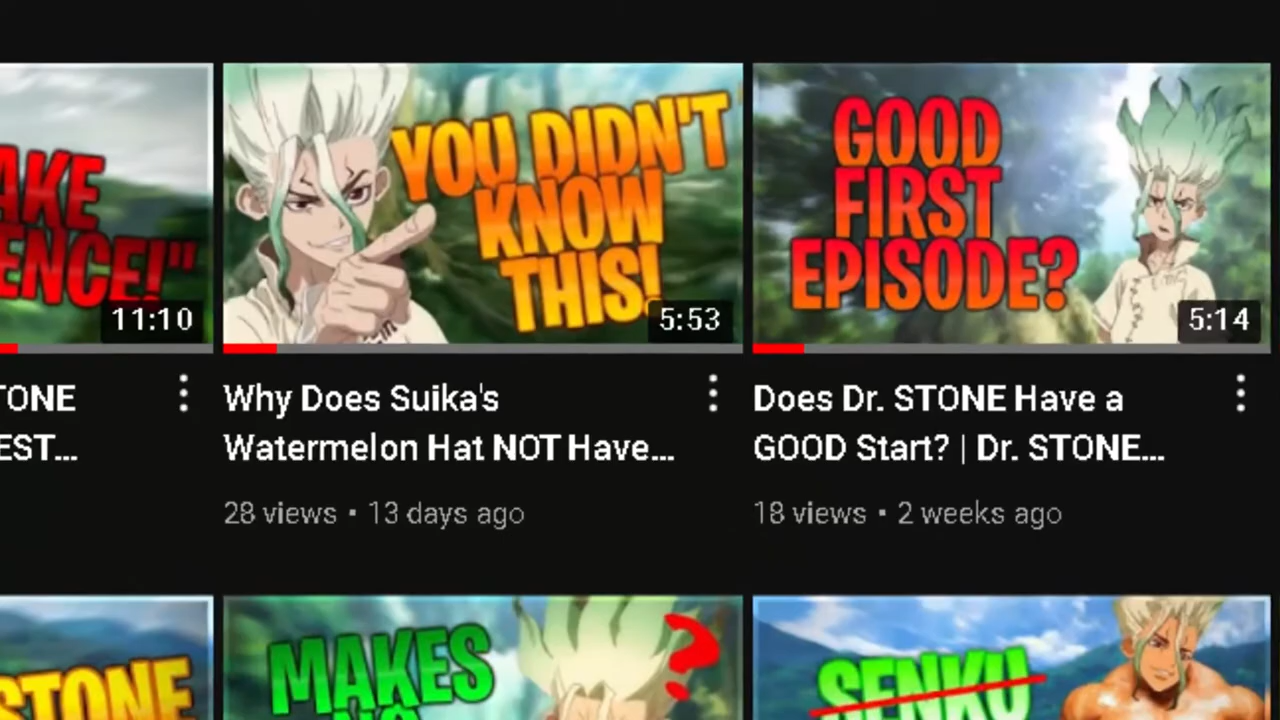 AKE
ENCE!"
11:10
TONE
EST...
YOU DIDN'T
KNOW
THIS!
5:53
Why Does Suika's
Watermelon Hat NOT Have...
28 views • 13 days ago
GOOD
FIRST
EPISODE?
5:14
Does Dr. STONE Have a
GOOD Start? | Dr. STONE...
18 views • 2 weeks ago
STONE
MAKES
NO
SENKU